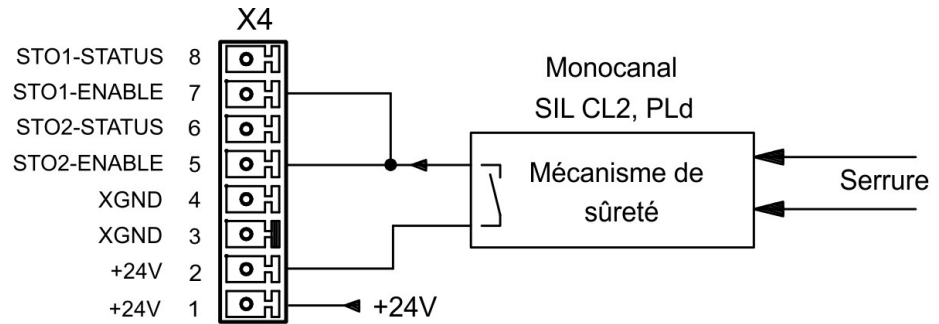 X4
STO1-STATUS 8
STO1-ENABLE 7
STO2-STATUS 6
STO2-ENABLE 5
XGND 4
XGND 3
+24V 2
+24V 1
+24V
Monocanal
SIL CL2, PLd
Mécanisme de
sûreté
Serrure